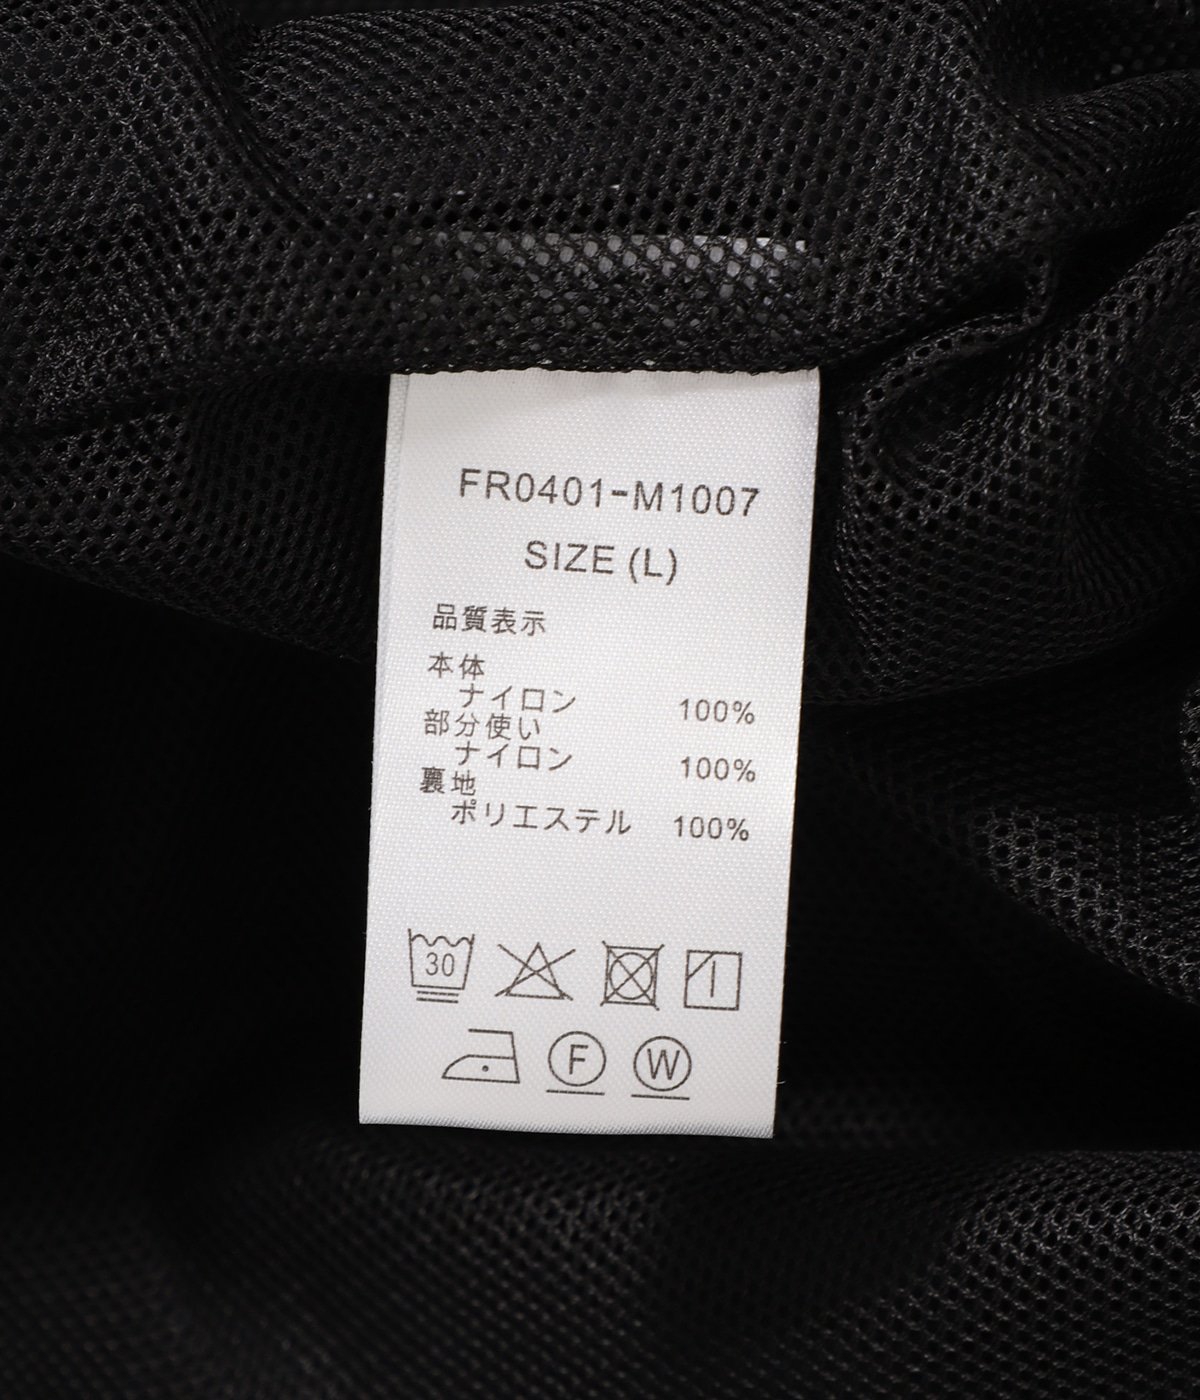 FR0401-M1007
SIZE (L)
品質表示
本体
ナイロン 100%
部分使い
ナイロン 100%
裏地
ポリエステル 100%
30
F W